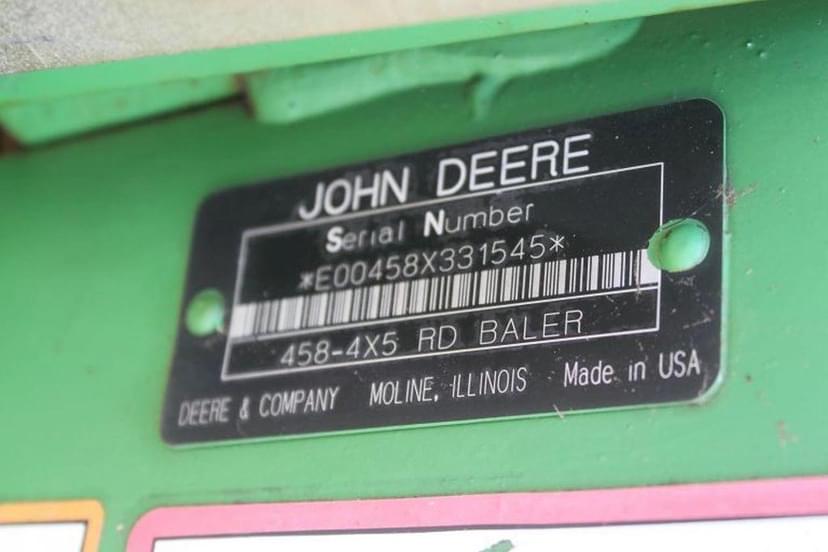 JOHN DEERE
Serial Number
*E00458X331545*
458-4X5 RD BALER
DEERE & COMPANY MOLINE, ILLINOIS Made in USA